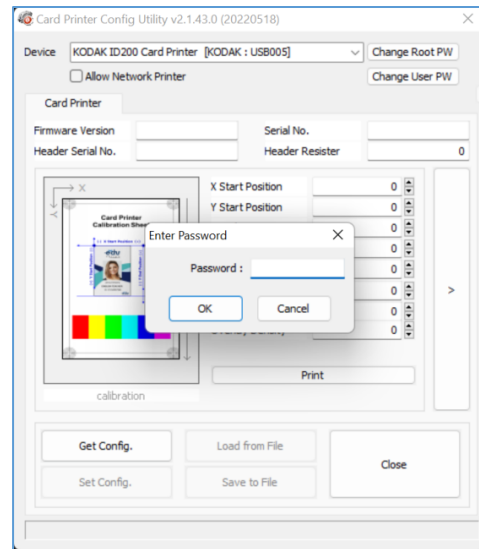 Card Printer Config Utility v2.1.43.0 (20220518)
Device KODAK ID200 Card Printer [KODAK : USB005] Change Root PW
Allow Network Printer Change User PW
Card Printer
Firmware Version Serial No.
Header Serial No. Header Resister 0
X X Start Position 0
Y Y Start Position 0
Card Printer
Calibration Sheet
0
0
0
0
0
0
Enter Password
Password :
OK Cancel
>
Print
calibration
Get Config. Load from File
Close
Set Config. Save to File